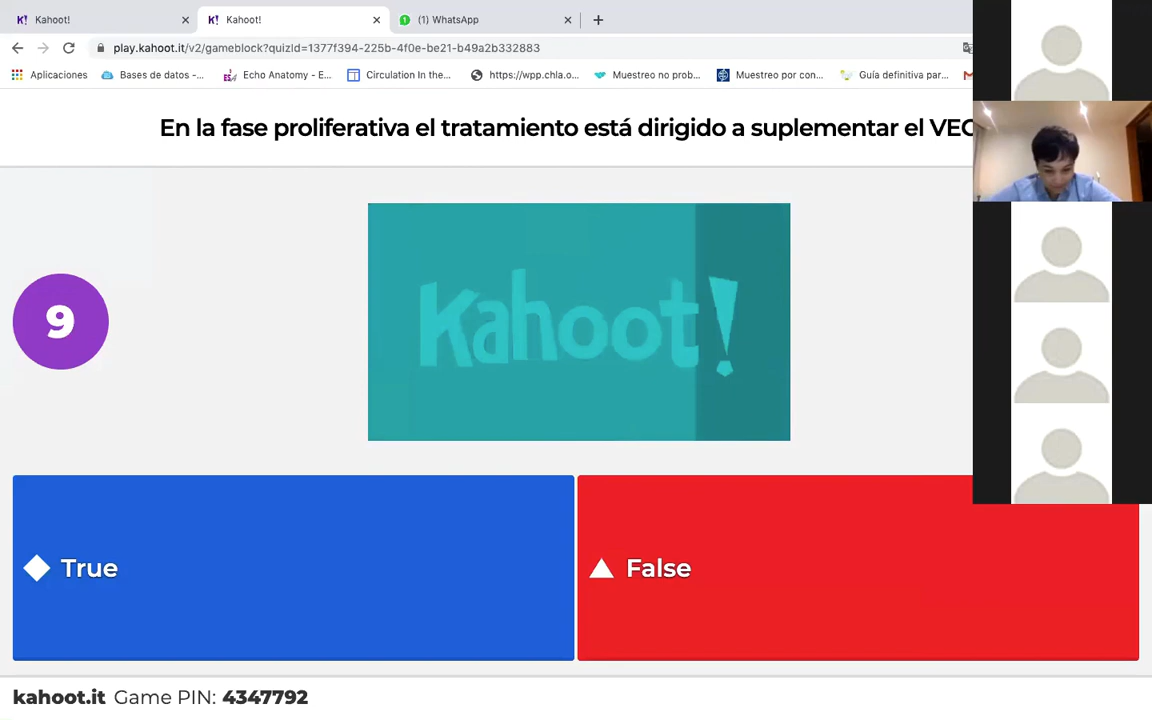 Kahoot!
Kahoot!
(1) WhatsApp
play.kahoot.it/v2/gameblock?quizId=1377f394-225b-4f0e-be21-b49a2b332883
Aplicaciones
Bases de datos -...
Echo Anatomy - E...
Circulation In the...
https://wpp.chla.o...
Muestreo no prob...
Muestreo por con...
Guía definitiva par...
En la fase proliferativa el tratamiento está dirigido a suplementar el
9
Kahoot!
True
False
kahoot.it Game PIN: 4347792